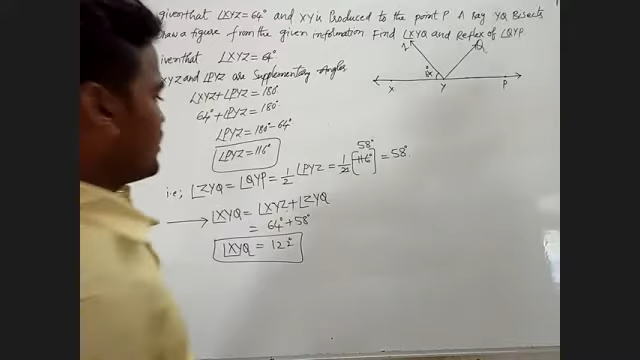 given that ∠XYZ = 64° and XY is Produced to the point P A Ray YQ Bisects
Draw a figure from the given information Find ∠XYQ and Reflex of ∠QYP
given that ∠XYZ = 64°
XYZ and ∠PYZ are Supplementary Angles
∠XYZ + ∠PYZ = 180°
64° + ∠PYZ = 180°
∠PYZ = 180° - 64°
∠PYZ = 116°
i.e; ∠ZYQ = ∠QYP = 1/2 ∠PYZ = 1/2 [116°] = 58°
58°
∠XYQ = ∠XYZ + ∠ZYQ
= 64° + 58°
∠XYQ = 122°
Q
X
Y
P